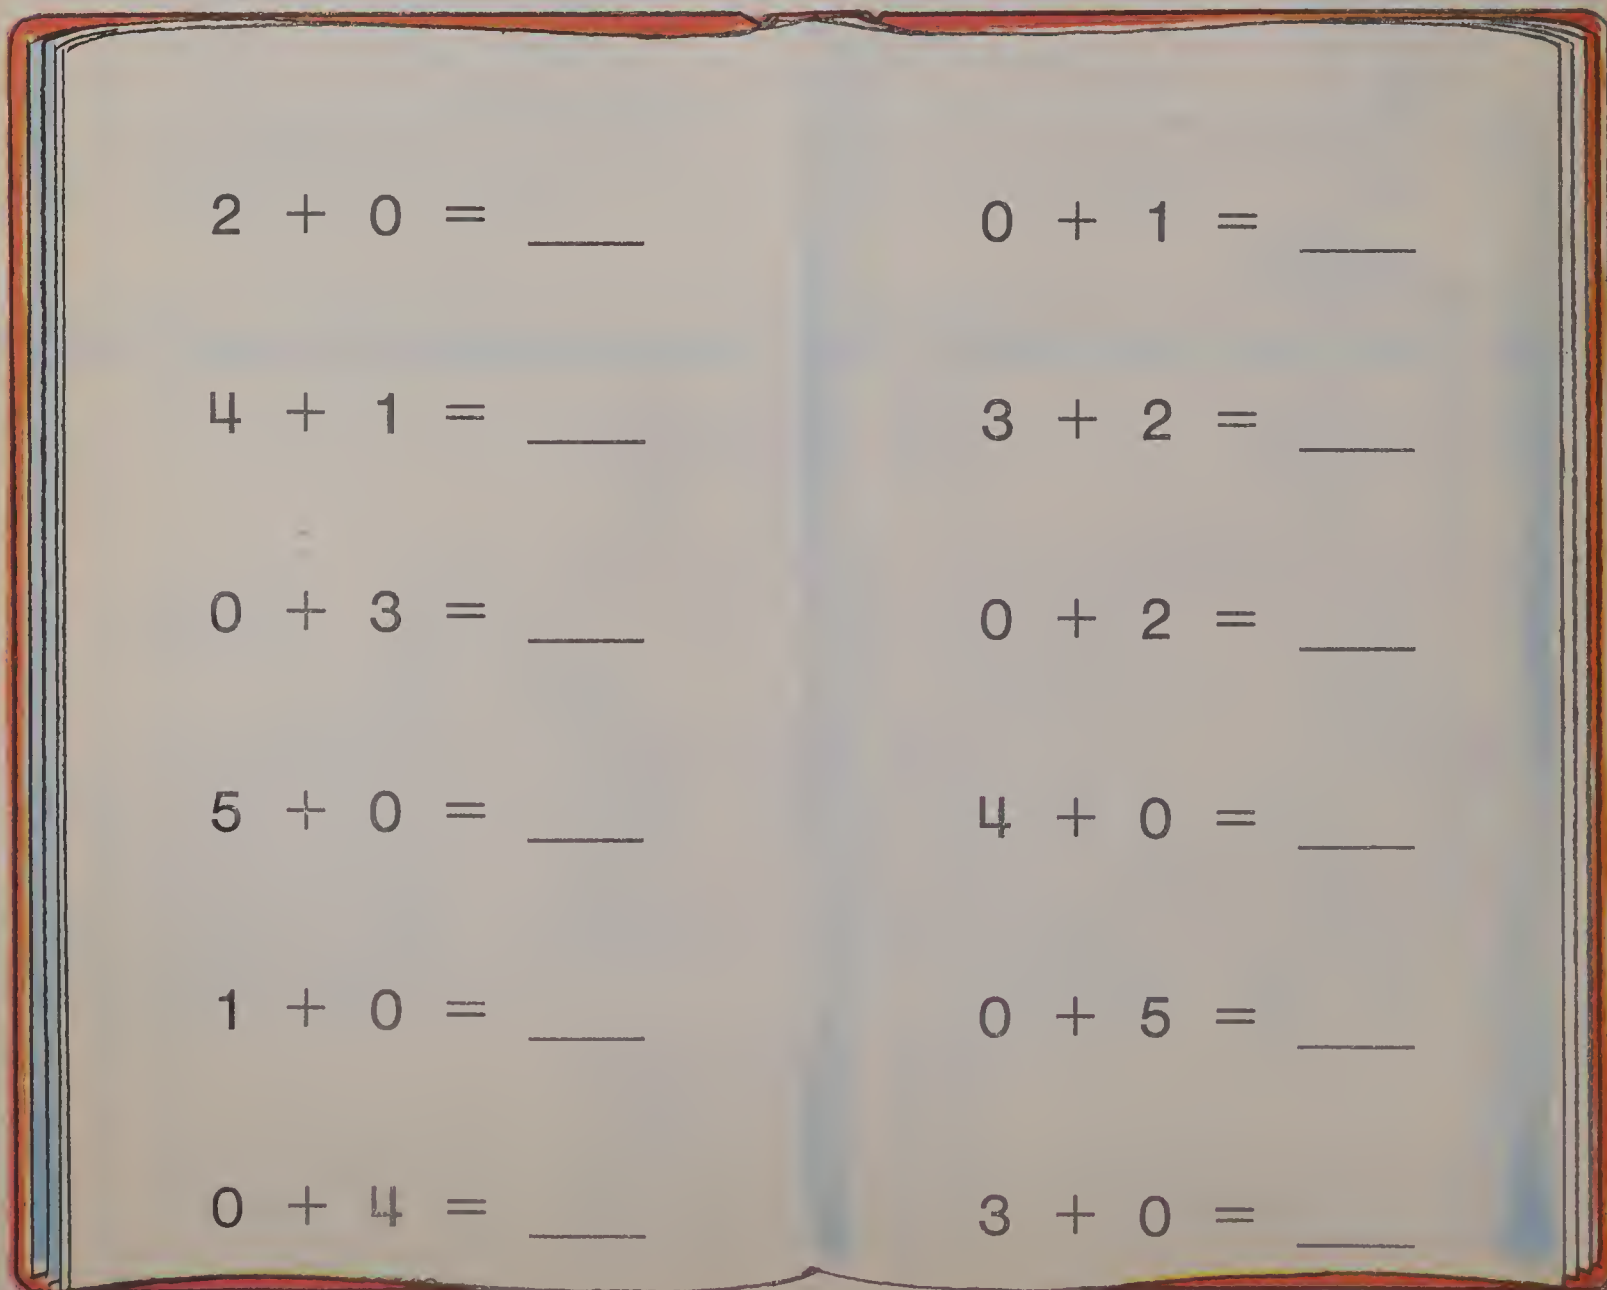 2 + 0 = ___
4 + 1 = ___
0 + 3 = ___
5 + 0 = ___
1 + 0 = ___
0 + 4 = ___
0 + 1 = ___
3 + 2 = ___
0 + 2 = ___
4 + 0 = ___
0 + 5 = ___
3 + 0 = ___